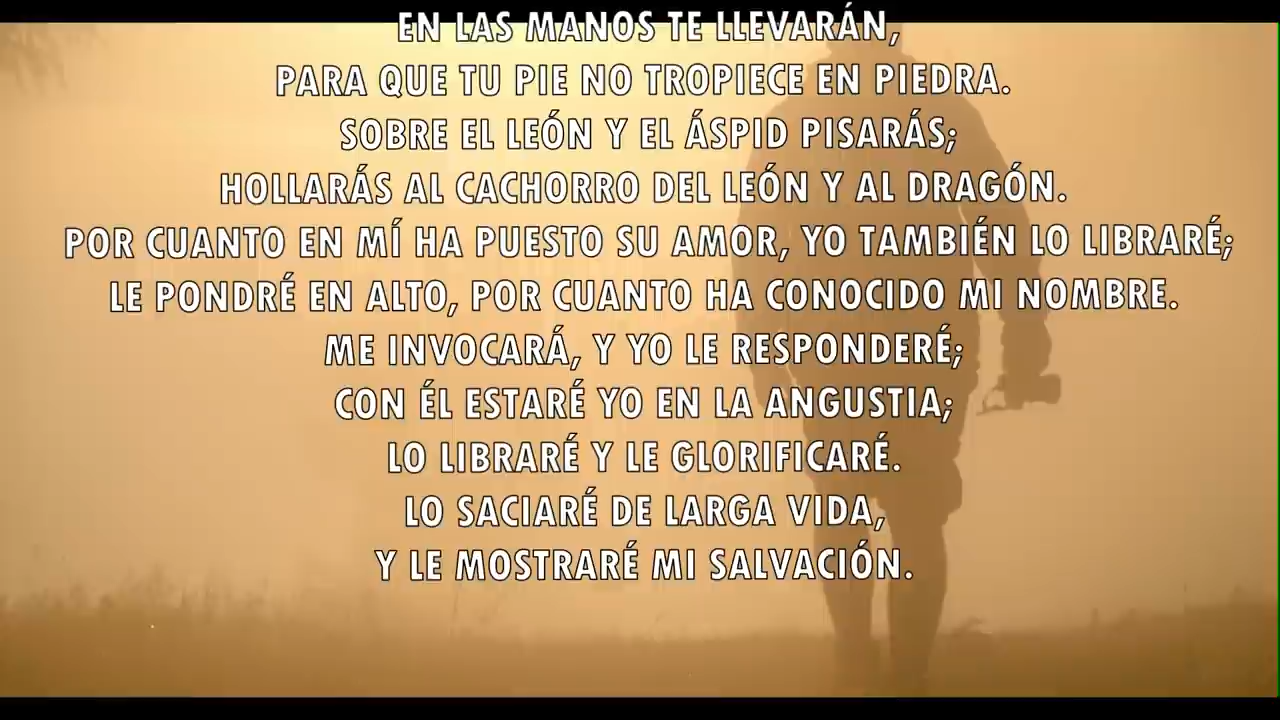 EN LAS MANOS TE LLEVARÁN,
PARA QUE TU PIE NO TROPIECE EN PIEDRA.
SOBRE EL LEÓN Y EL ÁSPID PISARÁS;
HOLLARÁS AL CACHORRO DEL LEÓN Y AL DRAGÓN.
POR CUANTO EN MÍ HA PUESTO SU AMOR, YO TAMBIÉN LO LIBRARÉ;
LE PONDRÉ EN ALTO, POR CUANTO HA CONOCIDO MI NOMBRE.
ME INVOCARÁ, Y YO LE RESPONDERÉ;
CON ÉL ESTARÉ YO EN LA ANGUSTIA;
LO LIBRARÉ Y LE GLORIFICARÉ.
LO SACIARÉ DE LARGA VIDA,
Y LE MOSTRARÉ MI SALVACIÓN.